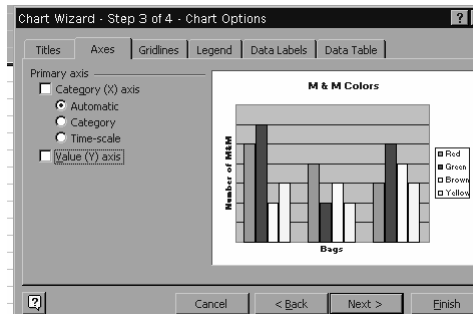 Chart Wizard - Step 3 of 4 - Chart Options
Titles Axes Gridlines Legend Data Labels Data Table
Primary axis
Category (X) axis
Automatic
Category
Time-scale
Value (Y) axis
M & M Colors
Number of M&M
Bags
Red
Green
Brown
Yellow
Cancel < Back Next > Finish